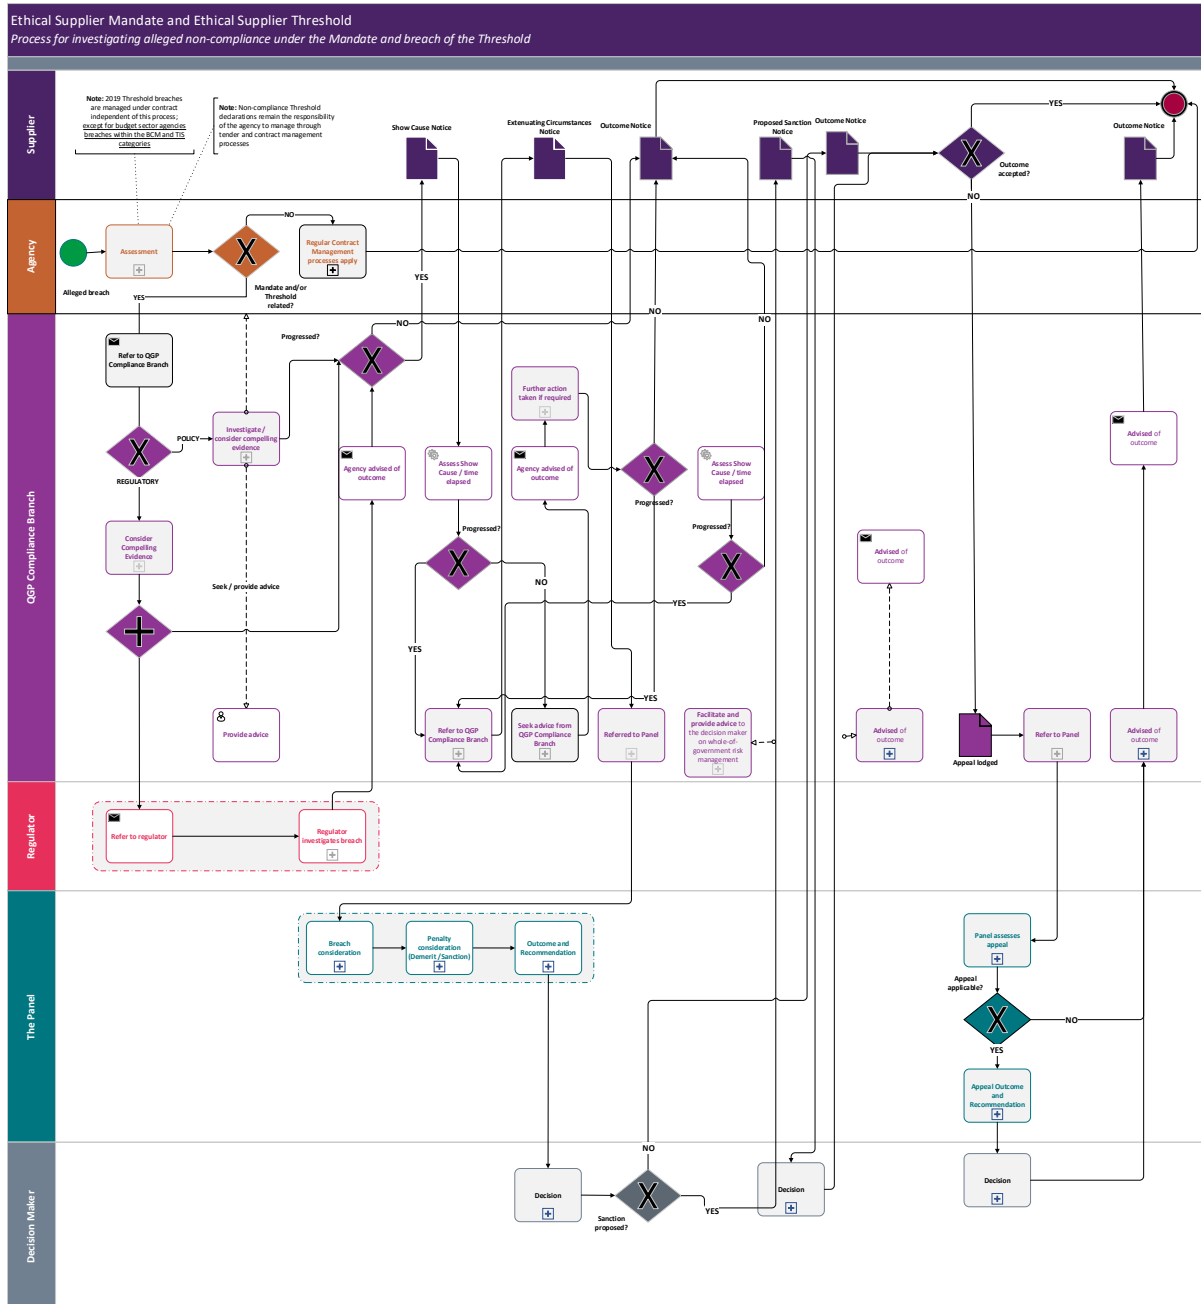 Ethical Supplier Mandate and Ethical Supplier Threshold
Process for investigating alleged non-compliance under the Mandate and breach of the Threshold
Supplier
Note: 2019 Threshold breaches
are managed under contract
independent of this process;
except for budget sector agencies
breaches within the BCM and TIS
categories
Note: Non-compliance Threshold
declarations remain the responsibility
of the agency to manage through
tender and contract management
processes
Show Cause Notice
Extenuating Circumstances
Notice
Outcome Notice
Proposed Sanction
Notice
Outcome Notice
YES
Outcome
accepted?
NO
Outcome Notice
Agency
Alleged breach
Assessment
NO
Mandate and/or
Threshold
related?
YES
Regular Contract
Management
processes apply
YES
NO
NO
QGP Compliance Branch
Refer to QGP
Compliance Branch
POLICY
REGULATORY
Investigate /
consider compelling
evidence
Progressed?
NO
Consider
Compelling
Evidence
Seek / provide advice
Provide advice
Agency advised of
outcome
Assess Show
Cause / time
elapsed
Progressed?
YES
NO
Further action
taken if required
Agency advised of
outcome
Progressed?
YES
Assess Show
Cause / time
elapsed
Progressed?
YES
Refer to QGP
Compliance Branch
Seek advice from
QGP Compliance
Branch
Referred to Panel
Facilitate and
provide advice to
the decision maker
on whole-of-
government risk
management
Advised of
outcome
Advised of
outcome
Appeal lodged
Refer to Panel
Advised of
outcome
Advised of
outcome
Regulator
Refer to regulator
Regulator
investigates breach
The Panel
Breach
consideration
Penalty
consideration
(Demerit /Sanction)
Outcome and
Recommendation
Panel assesses
appeal
Appeal
applicable?
NO
YES
Appeal Outcome
and
Recommendation
Decision Maker
Decision
NO
Sanction
proposed?
YES
Decision
Decision